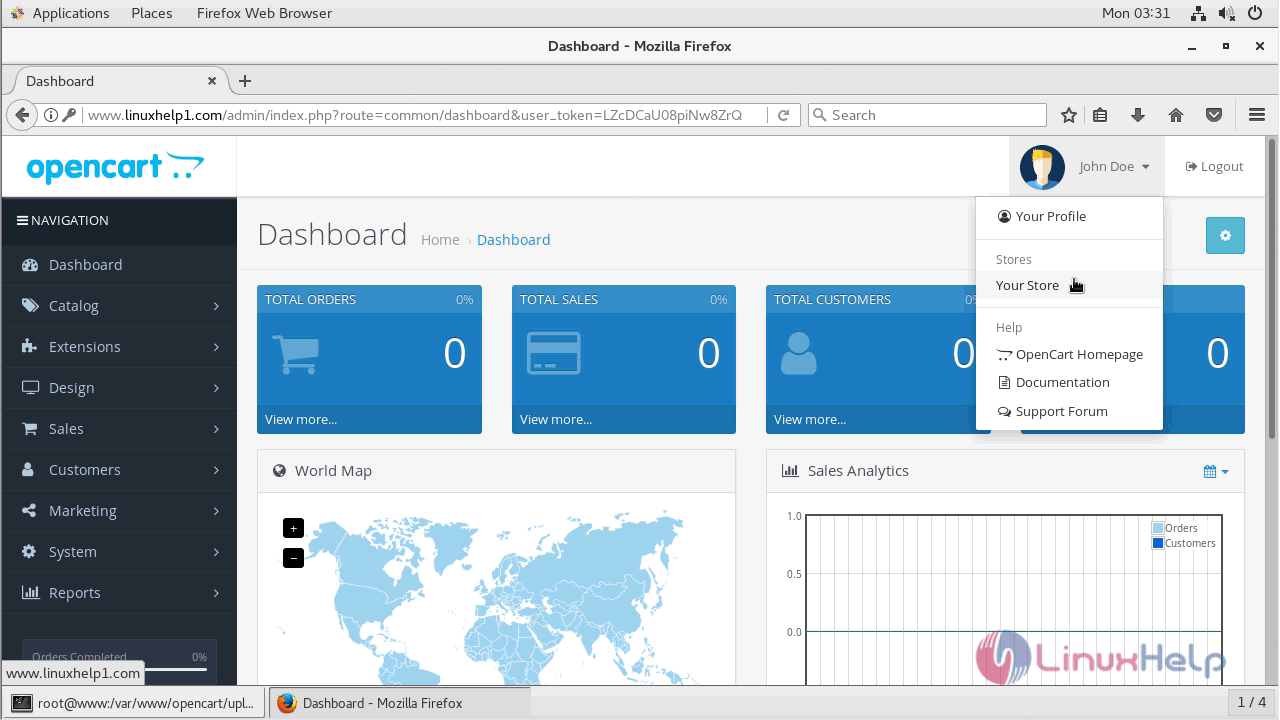 Applications Places Firefox Web Browser Mon 03:31
Dashboard - Mozilla Firefox
Dashboard
www.linuxhelp1.com/admin/index.php?route=common/dashboard&user_token=LZcDCaU08piNw8ZrQ Search
opencart John Doe Logout
NAVIGATION
Dashboard
Catalog
Extensions
Design
Sales
Customers
Marketing
System
Reports
Orders Completed 0%
www.linuxhelp1.com
Dashboard Home › Dashboard
Your Profile
Stores
Your Store
Help
OpenCart Homepage
Documentation
Support Forum
TOTAL ORDERS 0%
0
View more...
TOTAL SALES 0%
0
View more...
TOTAL CUSTOMERS
0
View more...
0
World Map
+
−
Sales Analytics
1.0
0.5
0.0
Orders
Customers
LinuxHelp
root@www:/var/www/opencart/upl... Dashboard - Mozilla Firefox 1 / 4